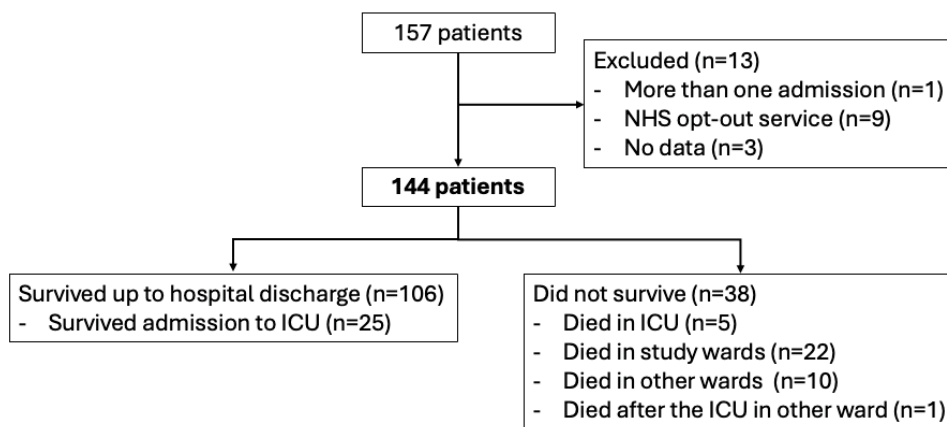 157 patients
Excluded (n=13)
- More than one admission (n=1)
- NHS opt-out service (n=9)
- No data (n=3)
144 patients
Survived up to hospital discharge (n=106)
- Survived admission to ICU (n=25)
Did not survive (n=38)
- Died in ICU (n=5)
- Died in study wards (n=22)
- Died in other wards (n=10)
- Died after the ICU in other ward (n=1)